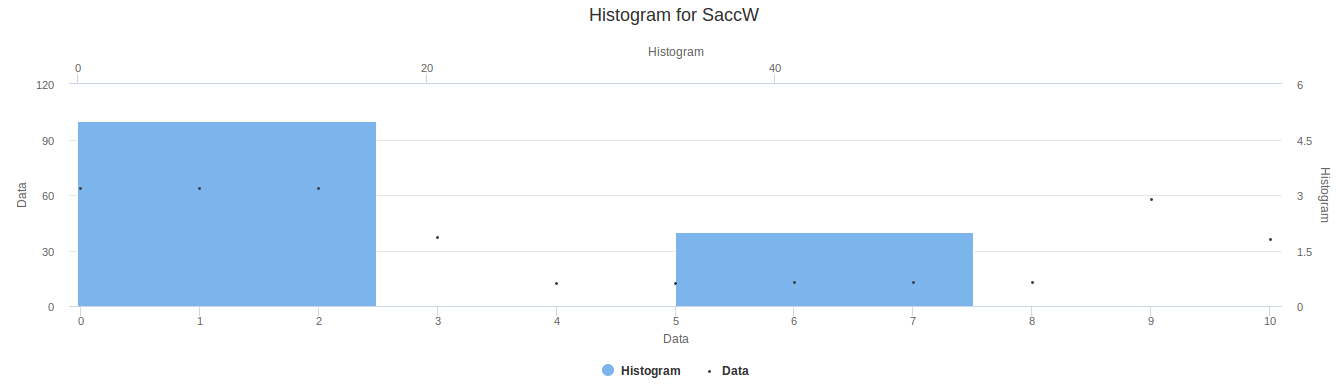 Histogram for SaccW
Histogram
0 20 40
120 6
90 4.5
60 3
30 1.5
0 0
Data
Histogram
0 1 2 3 4 5 6 7 8 9 10
Data
Histogram Data